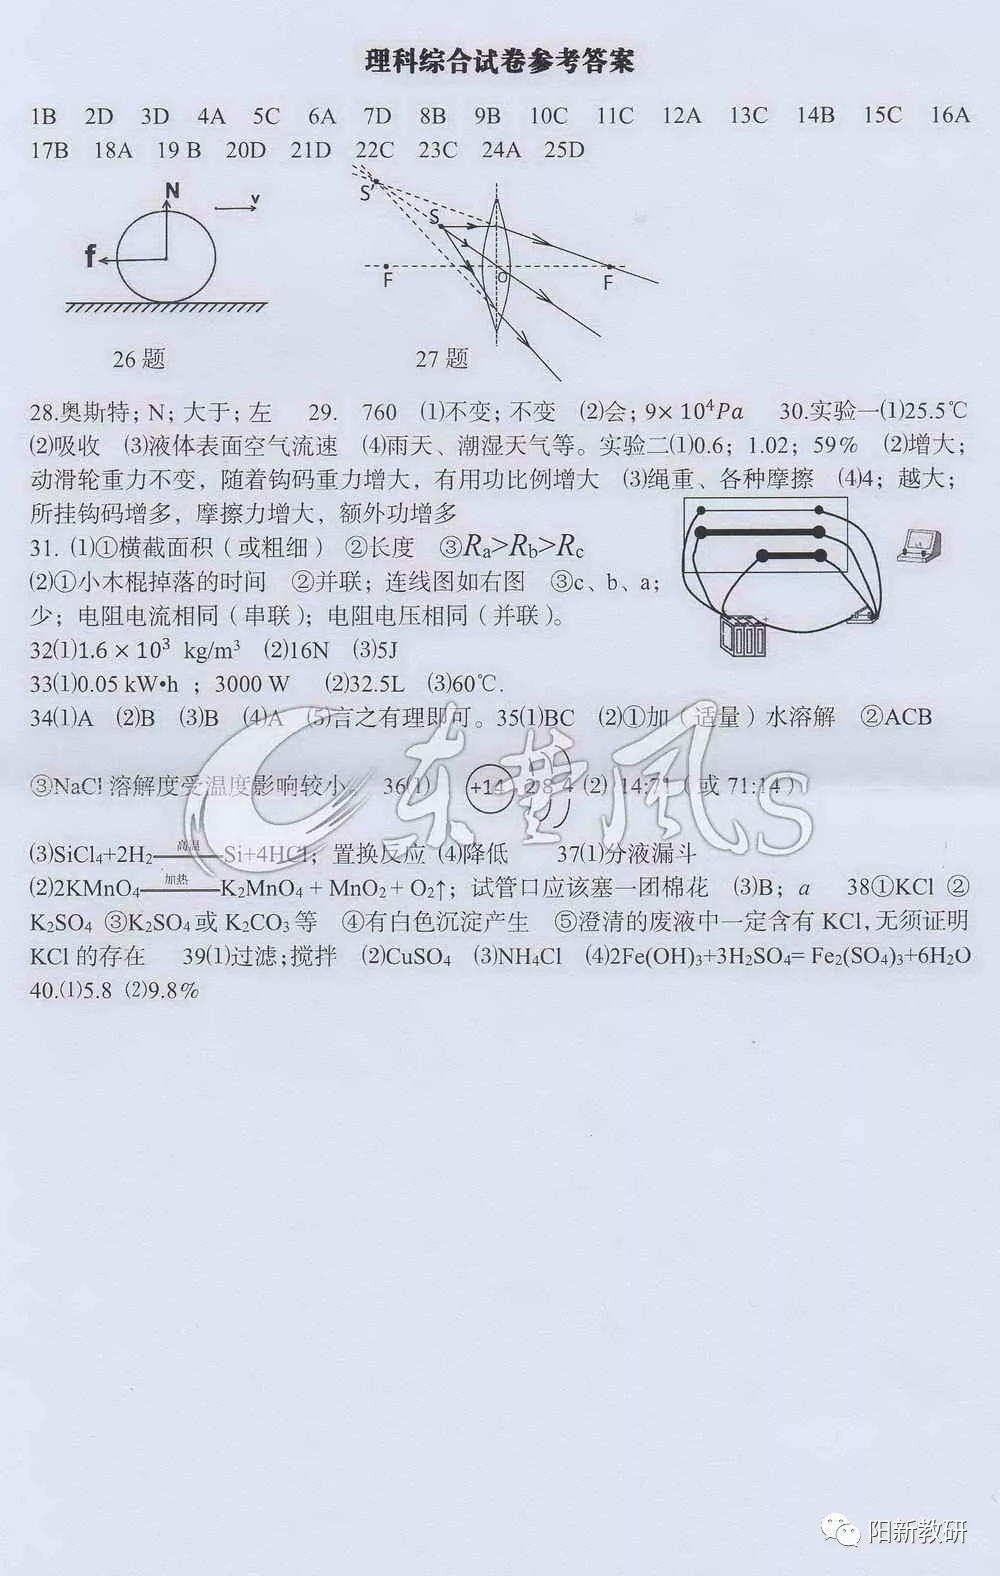 理科综合试卷参考答案
1B 2D 3D 4A 5C 6A 7D 8B 9B 10C 11C 12A 13C 14B 15C 16A
17B 18A 19 B 20D 21D 22C 23C 24A 25D
N v f
S' S F O F
26题 27题
28.奥斯特；N；大于；左 29. 760 ⑴不变；不变 ⑵会；9×10⁴Pa 30.实验一⑴25.5℃
⑵吸收 ⑶液体表面空气流速 ⑷雨天、潮湿天气等。实验二⑴0.6；1.02；59% ⑵增大；
动滑轮重力不变，随着钩码重力增大，有用功比例增大 ⑶绳重、各种摩擦 ⑷4；越大；
所挂钩码增多，摩擦力增大，额外功增多
31. ⑴①横截面积（或粗细） ②长度 ③Ra>Rb>Rc
⑵①小木棍掉落的时间 ②并联；连线图如右图 ③c、b、a；
少；电阻电流相同（串联）；电阻电压相同（并联）。
32⑴1.6×10³ kg/m³ ⑵16N ⑶5J
33⑴0.05 kW•h ；3000 W ⑵32.5L ⑶60℃.
34⑴A ⑵B ⑶B ⑷A ⑸言之有理即可。35⑴BC ⑵①加（适量）水溶解 ②ACB
③NaCl溶解度受温度影响较小 36⑴ +14 2 8 4 ⑵ 14:71（或71:14）
⑶SiCl₄+2H₂ 高温 Si+4HCl；置换反应 ⑷降低 37⑴分液漏斗
⑵2KMnO₄ 加热 K₂MnO₄ + MnO₂ + O₂↑；试管口应该塞一团棉花 ⑶B；a 38①KCl ②
K₂SO₄ ③K₂SO₄或K₂CO₃等 ④有白色沉淀产生 ⑤澄清的废液中一定含有KCl,无须证明
KCl的存在 39⑴过滤;搅拌 ⑵CuSO₄ ⑶NH₄Cl ⑷2Fe(OH)₃+3H₂SO₄= Fe₂(SO₄)₃+6H₂O
40.⑴5.8 ⑵9.8%
东楚风s
阳新教研